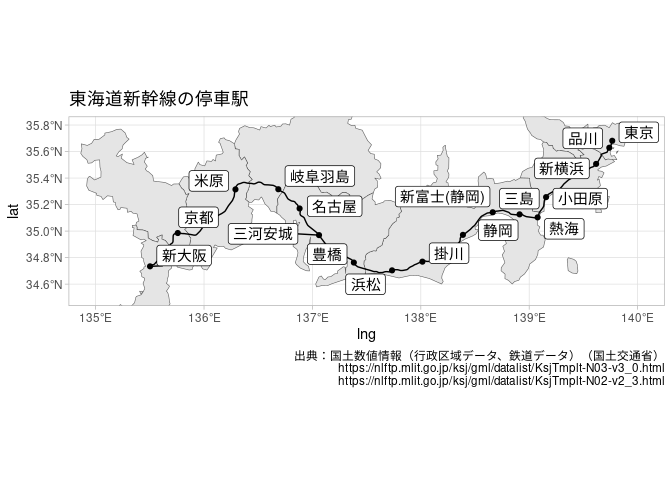 東海道新幹線の停車駅
35.8°N
35.6°N
35.4°N
35.2°N
35.0°N
34.8°N
34.6°N
lat
東京
品川
新横浜
小田原
熱海
三島
新富士(静岡)
静岡
掛川
浜松
豊橋
三河安城
名古屋
岐阜羽島
米原
京都
新大阪
135°E
136°E
137°E
138°E
139°E
140°E
lng
出典：国土数値情報（行政区域データ、鉄道データ）（国土交通省）
https://nlftp.mlit.go.jp/ksj/gml/datalist/KsjTmplt-N03-v3_0.html
https://nlftp.mlit.go.jp/ksj/gml/datalist/KsjTmplt-N02-v2_3.html